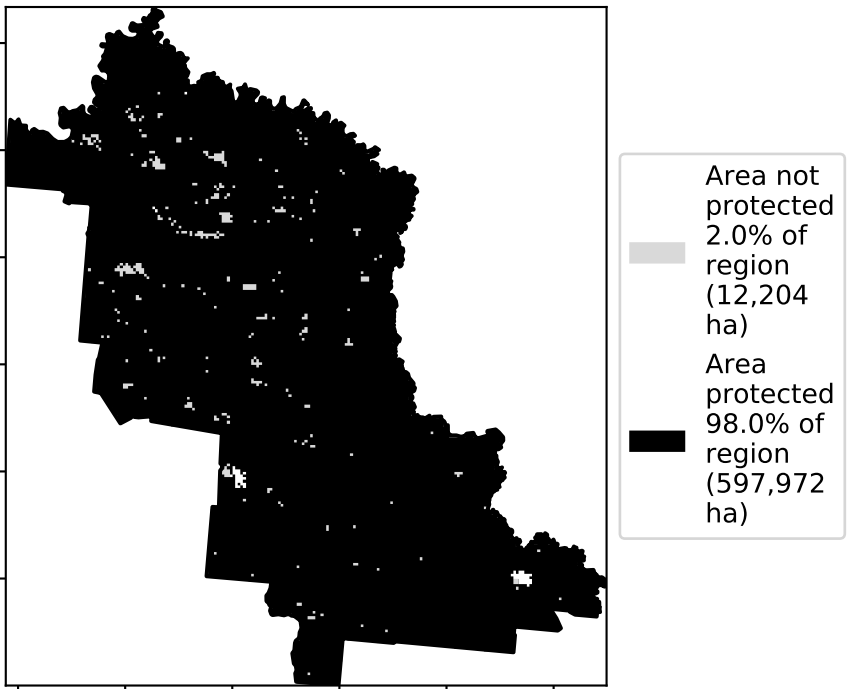 Area not
protected
2.0% of
region
(12,204
ha)
Area
protected
98.0% of
region
(597,972
ha)